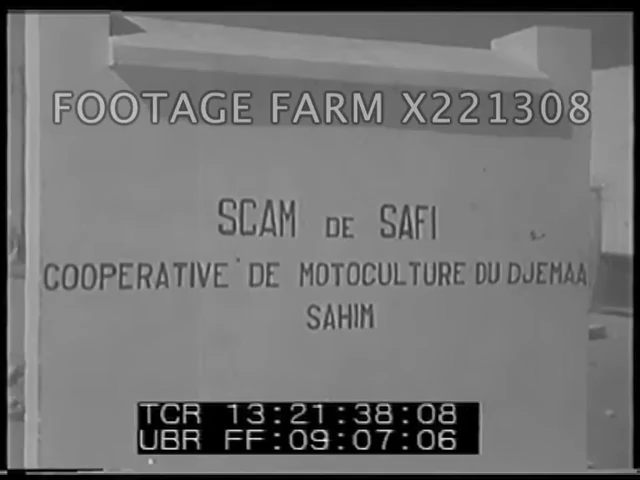 FOOTAGE FARM X221308
SCAM DE SAFI
COOPERATIVE DE MOTOCULTURE DU DJEMAA
SAHIM
TCR 13:21:38:08
UBR FF:09:07:06